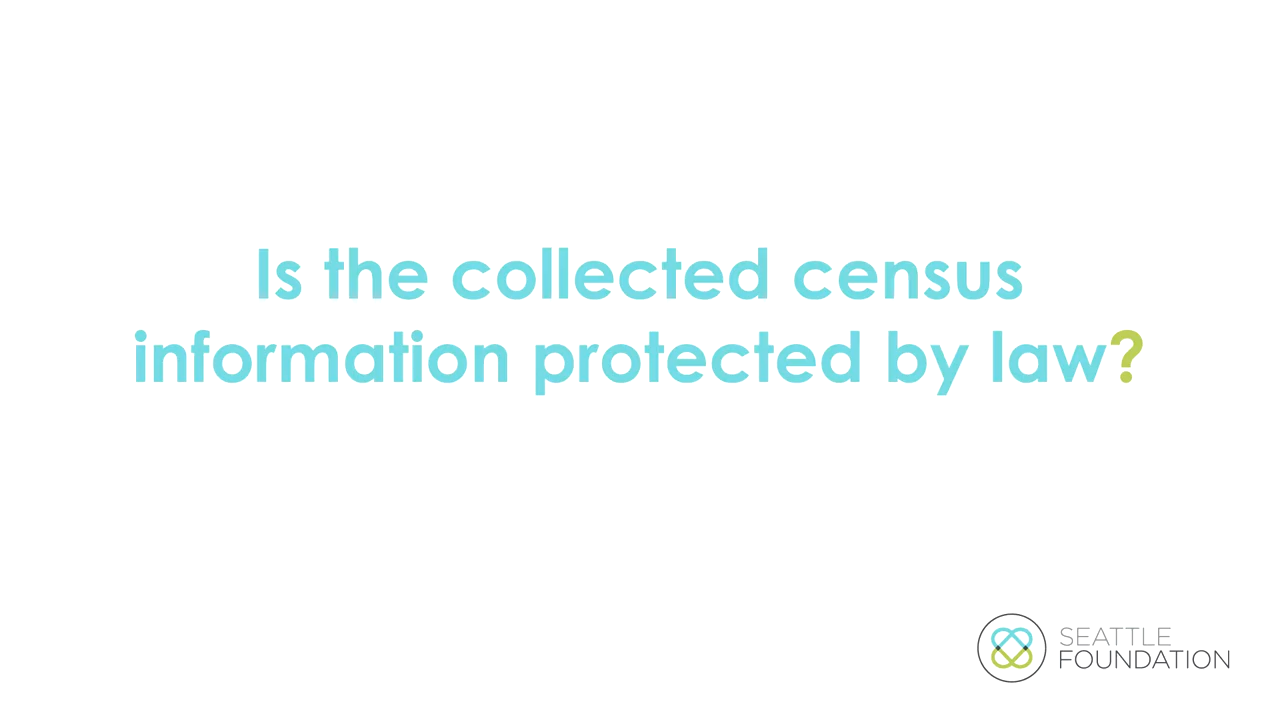 Is the collected census
information protected by law?
SEATTLE
FOUNDATION